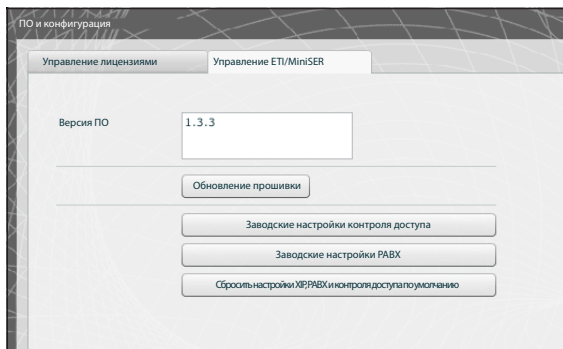 ПО и конфигурация
Управление лицензиями
Управление ETI/MiniSER
Версия ПО
1.3.3
Обновление прошивки
Заводские настройки контроля доступа
Заводские настройки PABX
Сбросить настройки XIP, PABX и контроля доступа по умолчанию